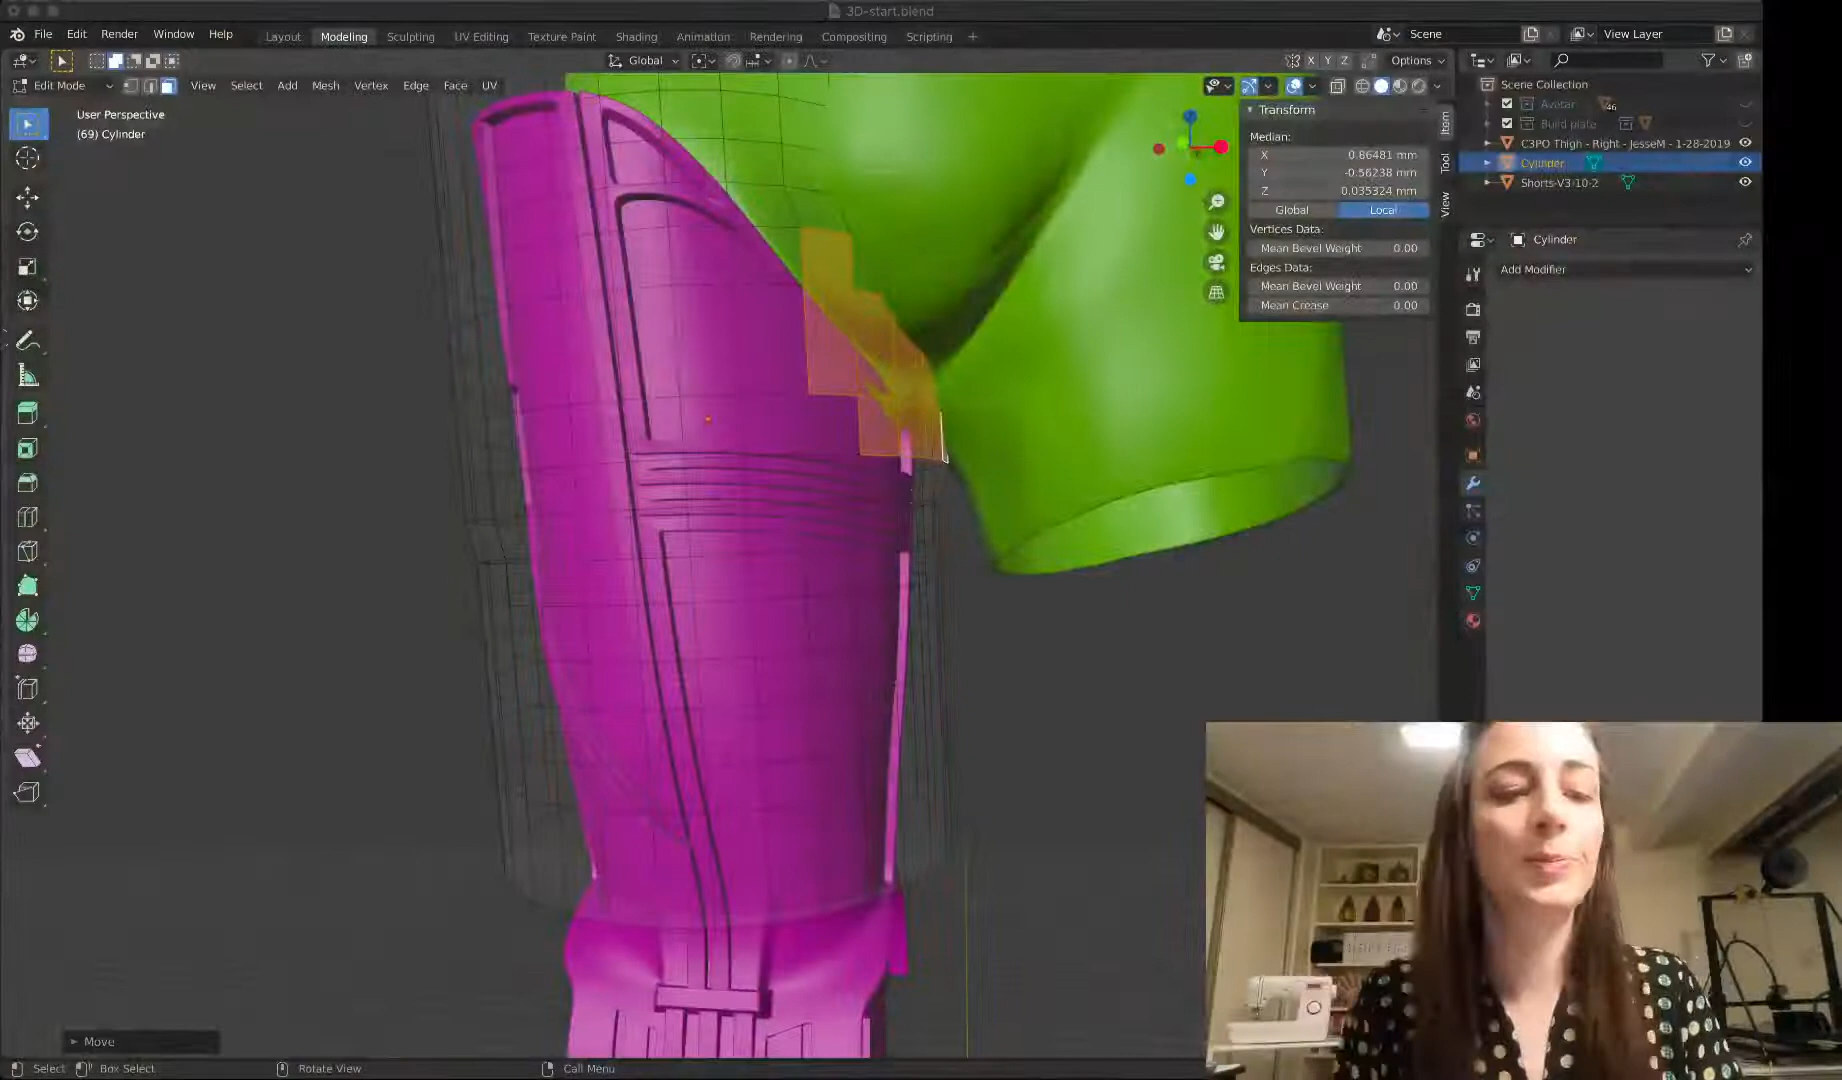 3D-start.blend
File Edit Render Window Help
Layout Modeling Sculpting UV Editing Texture Paint Shading Animation Rendering Compositing Scripting +
Scene
View Layer
Global
X Y Z
Options
Edit Mode
View Select Add Mesh Vertex Edge Face UV
User Perspective
(69) Cylinder
Transform
Median:
X 0.86481 mm
Y -0.56238 mm
Z 0.035324 mm
Global Local
Vertices Data:
Mean Bevel Weight 0.00
Edges Data:
Mean Bevel Weight 0.00
Mean Crease 0.00
Item
Tool
View
Scene Collection
Avatar 46
Build plate
C3PO Thigh - Right - JesseM - 1-28-2019
Cylinder
Shorts-V3-10-2
Cylinder
Add Modifier
Move
Select Box Select Rotate View Call Menu